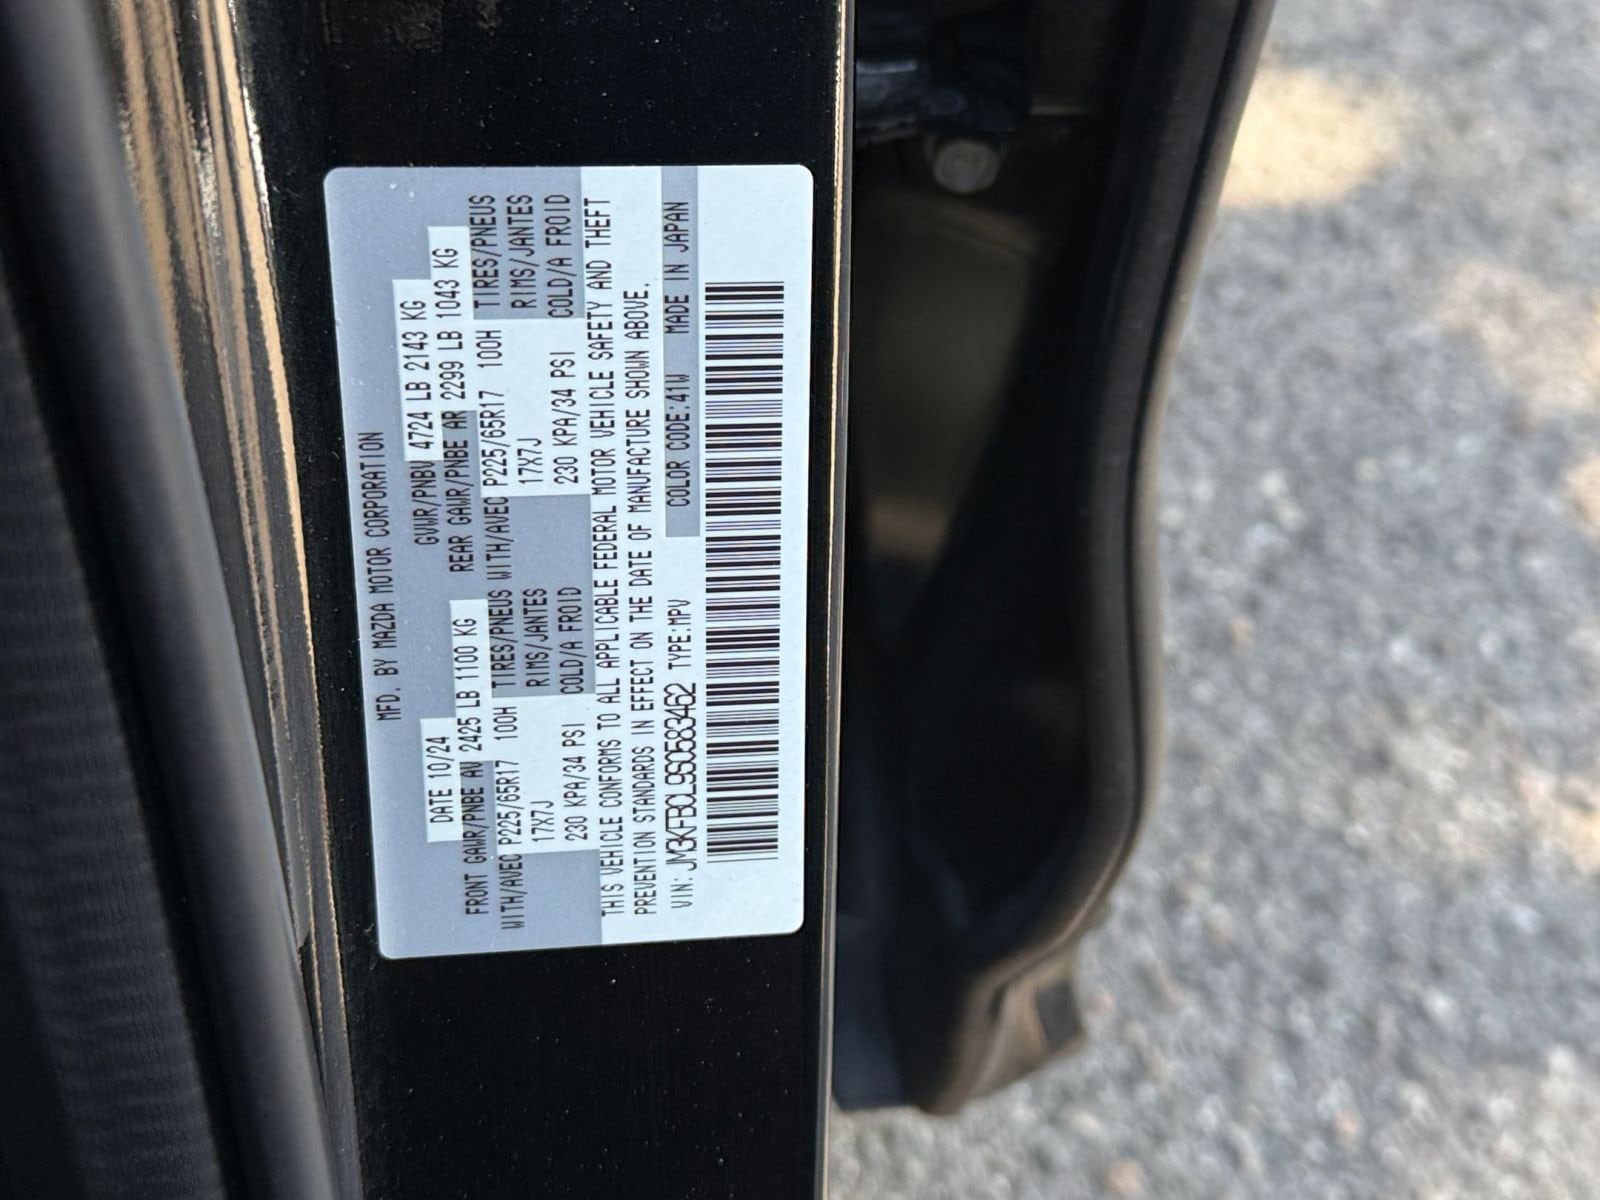 MFD. BY MAZDA MOTOR CORPORATION
DATE 10/24 GVWR/PNBV 4724 LB 2143 KG
FRONT GAWR/PNBE AV 2425 LB 1100 KG REAR GAWR/PNBE AR 2299 LB 1043 KG
WITH/AVEC P225/65R17 100H TIRES/PNEUS WITH/AVEC P225/65R17 100H TIRES/PNEUS
17X7J RIMS/JANTES 17X7J RIMS/JANTES
230 KPA/34 PSI COLD/A FROID 230 KPA/34 PSI COLD/A FROID
THIS VEHICLE CONFORMS TO ALL APPLICABLE FEDERAL MOTOR VEHICLE SAFETY AND THEFT
PREVENTION STANDARDS IN EFFECT ON THE DATE OF MANUFACTURE SHOWN ABOVE.
VIN: JM3KFBCL9S0583462 TYPE:MPV COLOR CODE:41W MADE IN JAPAN